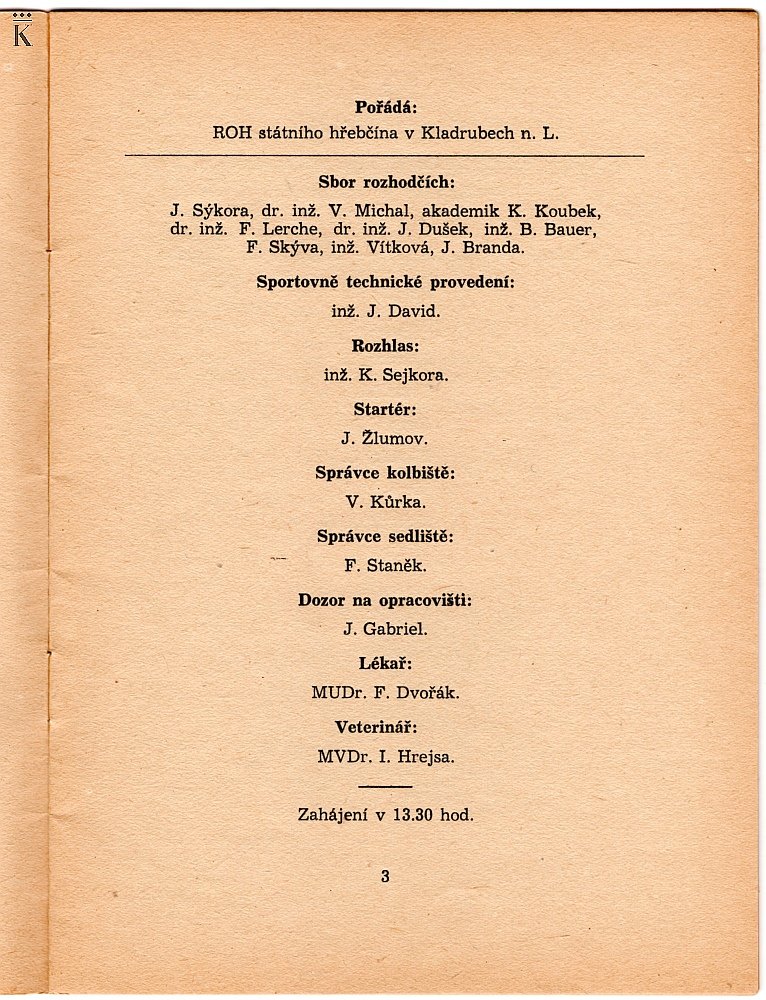 K
Pořádá:
ROH státního hřebčína v Kladrubech n. L.
Sbor rozhodčích:
J. Sýkora, dr. inž. V. Michal, akademik K. Koubek,
dr. inž. F. Lerche, dr. inž. J. Dušek, inž. B. Bauer,
F. Skýva, inž. Vítková, J. Branda.
Sportovně technické provedení:
inž. J. David.
Rozhlas:
inž. K. Sejkora.
Startér:
J. Žlumov.
Správce kolbiště:
V. Kůrka.
Správce sedliště:
F. Staněk.
Dozor na opracovišti:
J. Gabriel.
Lékař:
MUDr. F. Dvořák.
Veterinář:
MVDr. I. Hrejsa.
Zahájení v 13.30 hod.
3